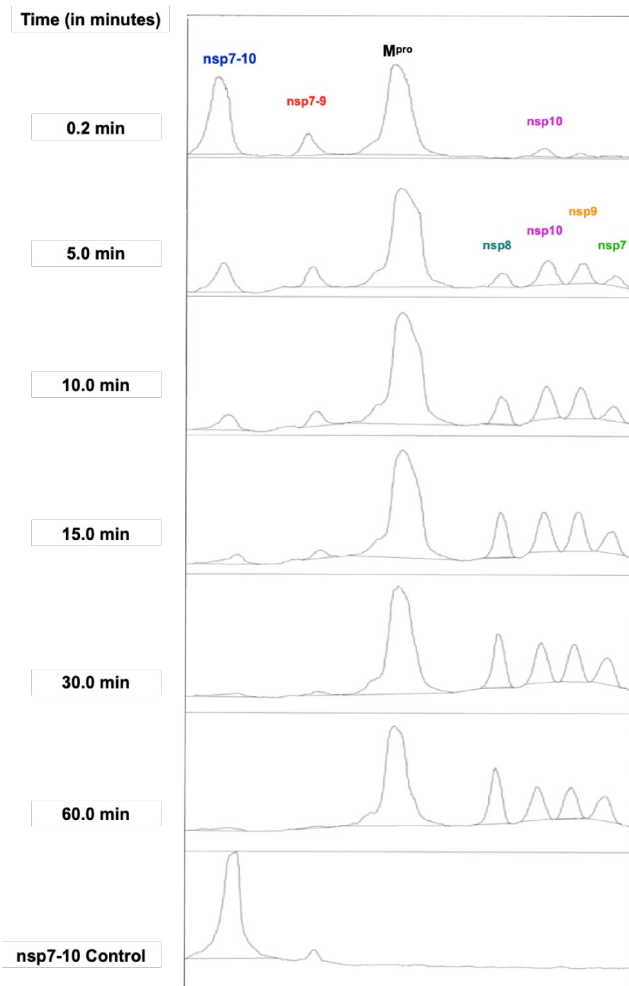 Time (in minutes)
nsp7-10
M^pro
nsp7-9
nsp10
0.2 min
nsp9
nsp10
nsp8
nsp7
5.0 min
10.0 min
15.0 min
30.0 min
60.0 min
nsp7-10 Control